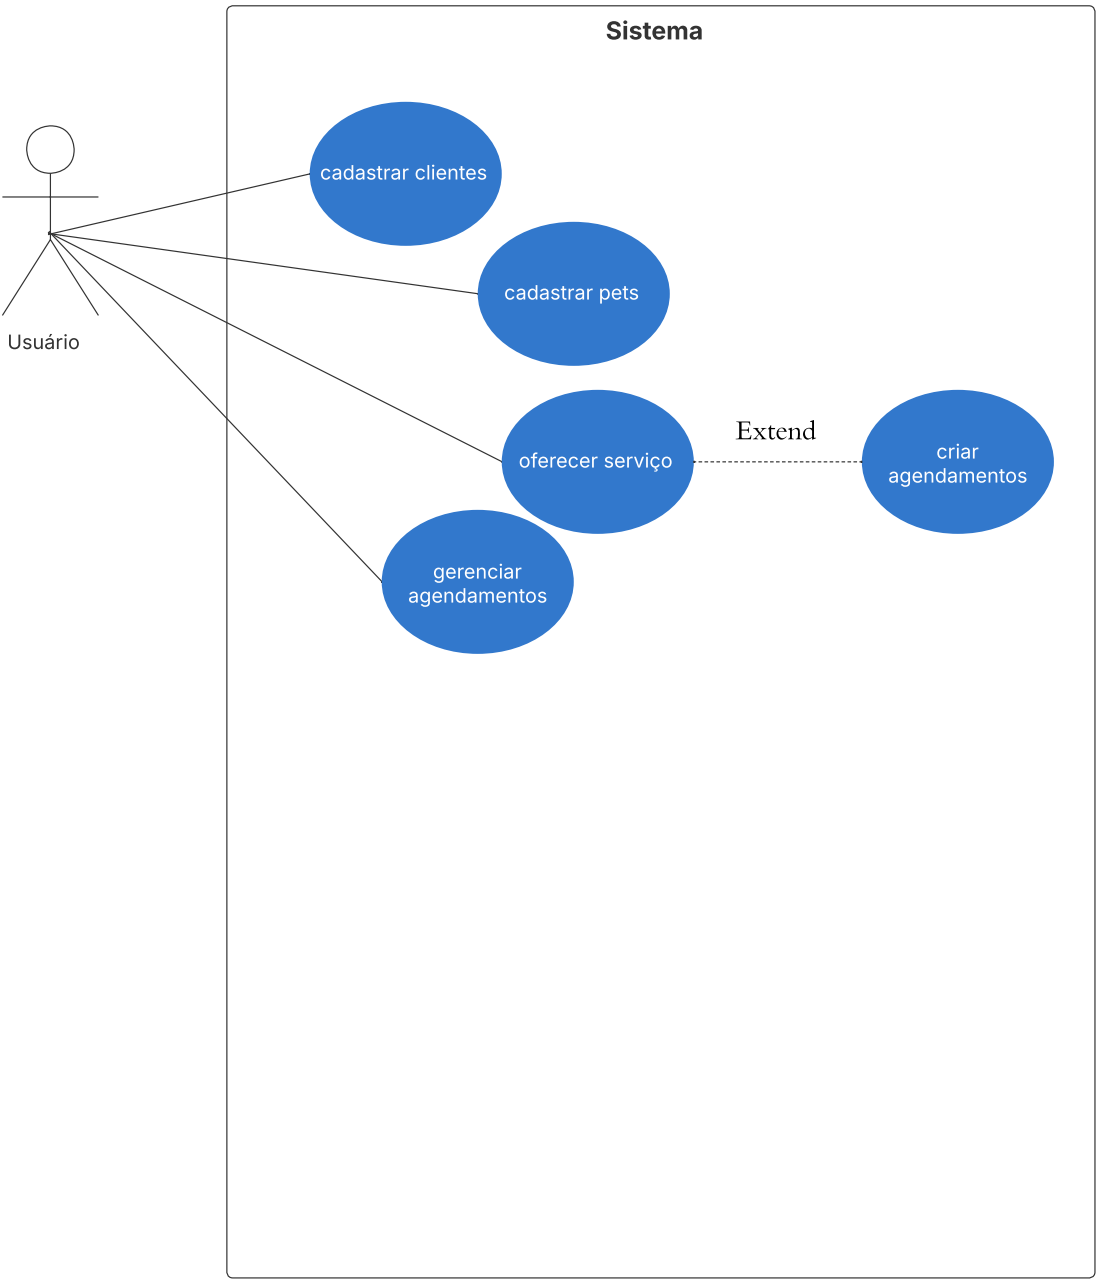 Sistema
cadastrar clientes
cadastrar pets
Usuário
oferecer serviço
Extend
criar
agendamentos
gerenciar
agendamentos